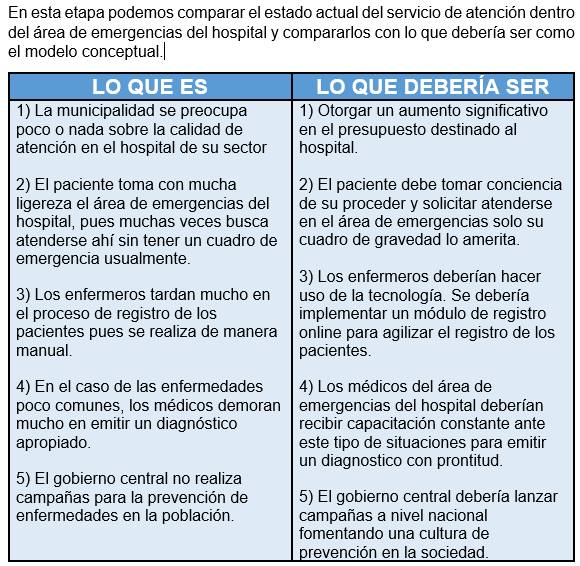 En esta etapa podemos comparar el estado actual del servicio de atención dentro
del área de emergencias del hospital y compararlos con lo que debería ser como
el modelo conceptual.
LO QUE ES
1) La municipalidad se preocupa
poco o nada sobre la calidad de
atención en el hospital de su sector
2) El paciente toma con mucha
ligereza el área de emergencias del
hospital, pues muchas veces busca
atenderse ahí sin tener un cuadro de
emergencia usualmente.
3) Los enfermeros tardan mucho en
el proceso de registro de los
pacientes pues se realiza de manera
manual.
4) En el caso de las enfermedades
poco comunes, los médicos demoran
mucho en emitir un diagnóstico
apropiado.
5) El gobierno central no realiza
campañas para la prevención de
enfermedades en la población.
LO QUE DEBERÍA SER
1) Otorgar un aumento significativo
en el presupuesto destinado al
hospital.
2) El paciente debe tomar conciencia
de su proceder y solicitar atenderse
en el área de emergencias solo su
cuadro de gravedad lo amerita.
3) Los enfermeros deberían hacer
uso de la tecnología. Se debería
implementar un módulo de registro
online para agilizar el registro de los
pacientes.
4) Los médicos del área de
emergencias del hospital deberían
recibir capacitación constante ante
este tipo de situaciones para emitir
un diagnostico con prontitud.
5) El gobierno central debería lanzar
campañas a nivel nacional
fomentando una cultura de
prevención en la sociedad.